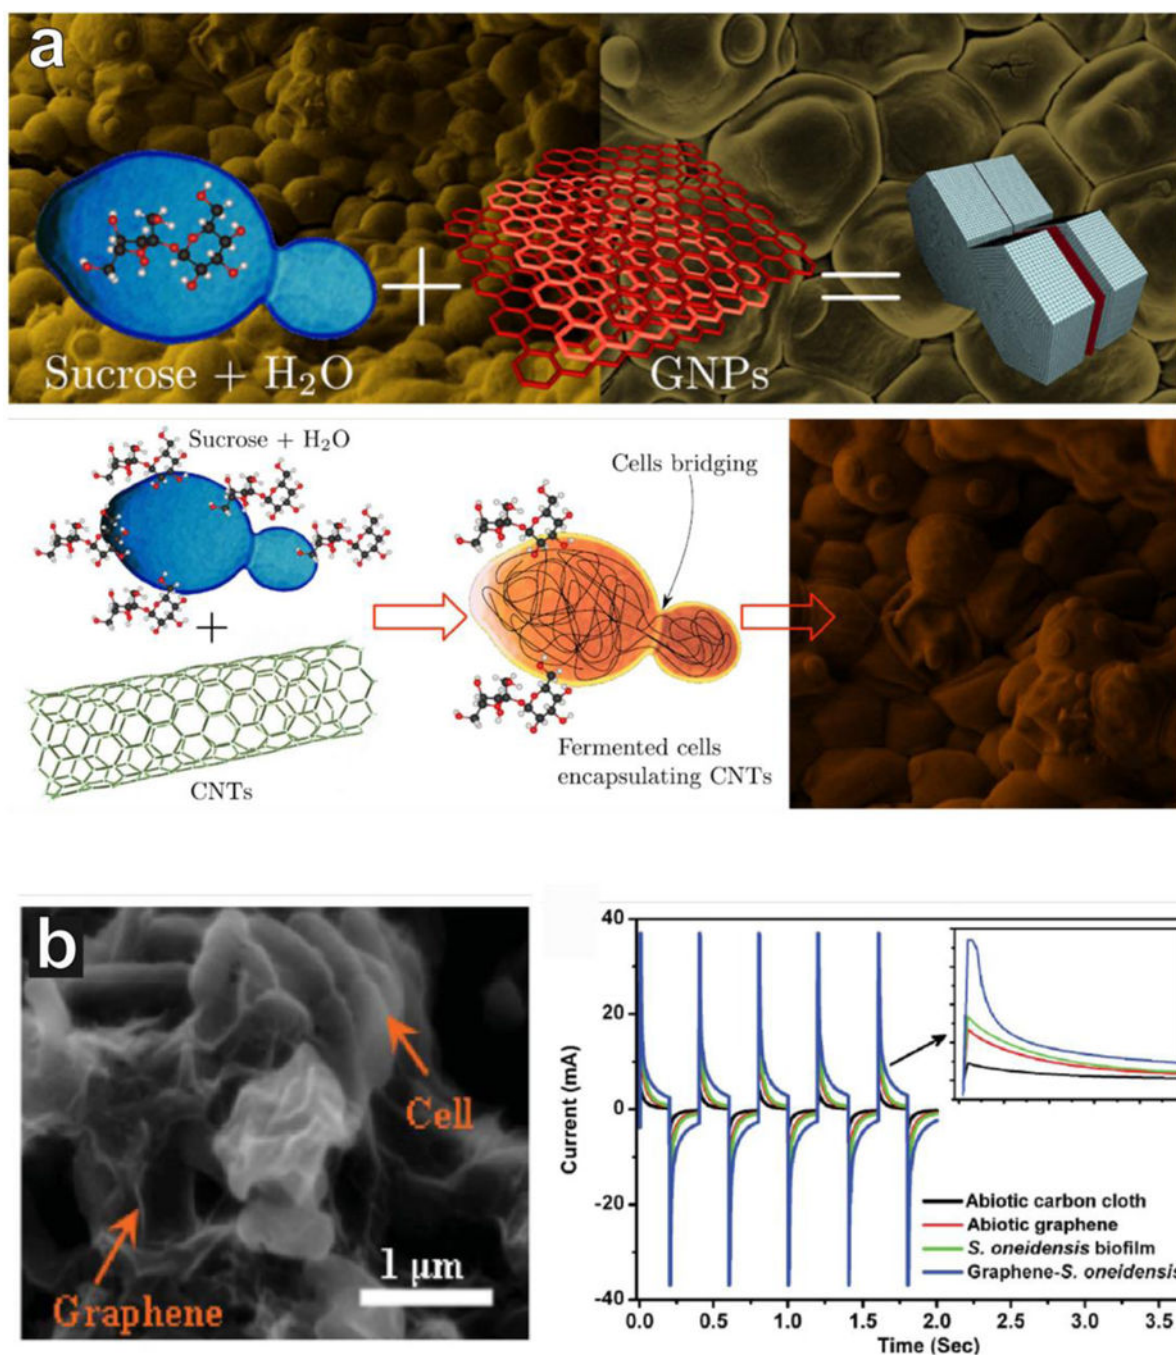 a
Sucrose + H₂O
GNPs
Sucrose + H₂O
Cells bridging
CNTs
Fermented cells
encapsulating CNTs
b
Cell
Graphene
1 μm
40
20
0
-20
-40
Current (mA)
Abiotic carbon cloth
Abiotic graphene
S. oneidensis biofilm
Graphene-S. oneidensis
0.0 0.5 1.0 1.5 2.0 2.5 3.0 3.5
Time (Sec)